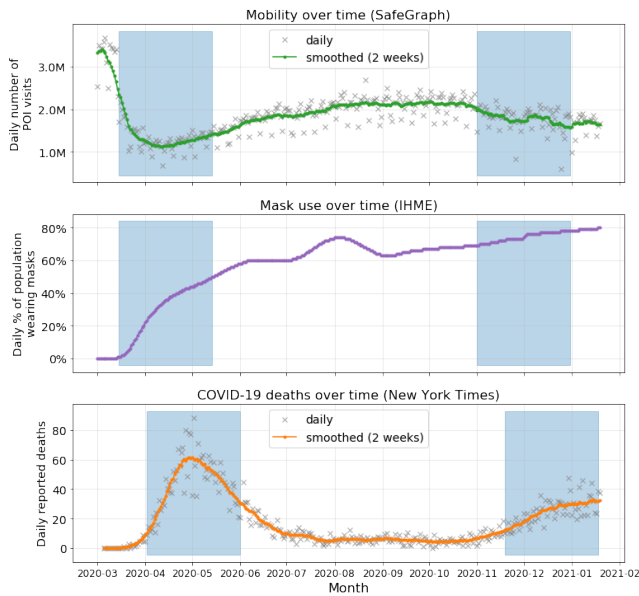 Mobility over time (SafeGraph)
daily
smoothed (2 weeks)
Daily number of
POI visits
3.0M
2.0M
1.0M
Mask use over time (IHME)
Daily % of population
wearing masks
80%
60%
40%
20%
0%
COVID-19 deaths over time (New York Times)
daily
smoothed (2 weeks)
Daily reported deaths
80
60
40
20
0
2020-03 2020-04 2020-05 2020-06 2020-07 2020-08 2020-09 2020-10 2020-11 2020-12 2021-01 2021-02
Month